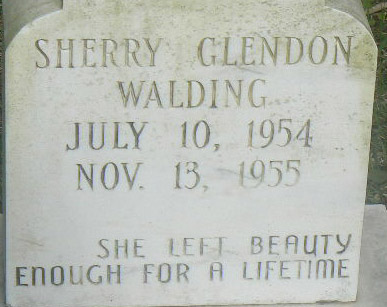 SHERRY GLENDON
WALDING
JULY 10, 1954
NOV. 13, 1955
SHE LEFT BEAUTY
ENOUGH FOR A LIFETIME